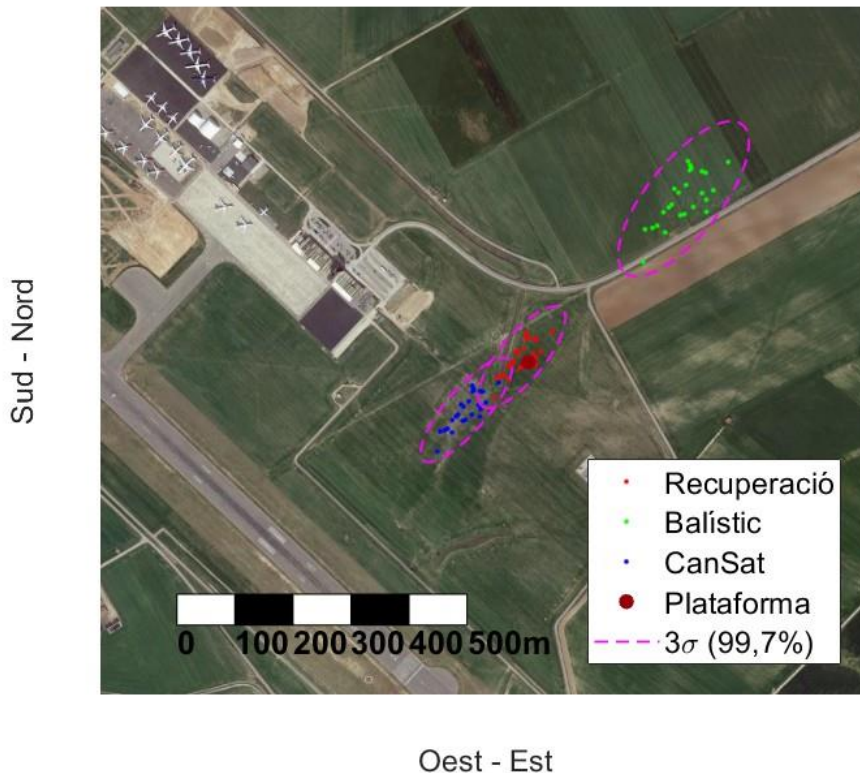 Sud - Nord
Recuperació
Balístic
CanSat
Plataforma
3σ (99,7%)
0 100 200 300 400 500m
Oest - Est